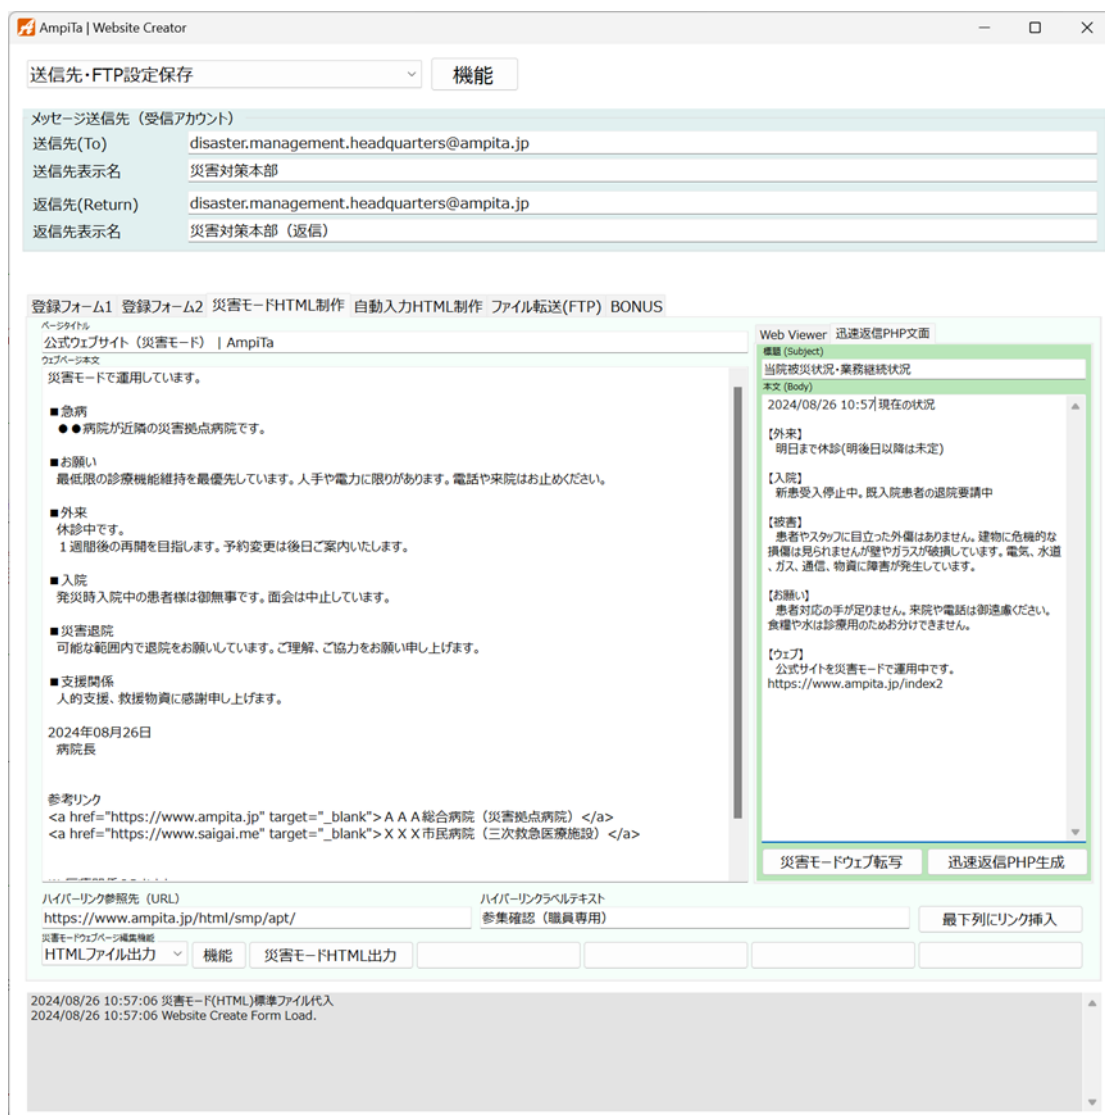 AmpiTa | Website Creator
送信先・FTP設定保存
機能
メッセージ送信先（受信アカウント）
送信先(To)
disaster.management.headquarters@ampita.jp
送信先表示名
災害対策本部
返信先(Return)
disaster.management.headquarters@ampita.jp
返信先表示名
災害対策本部（返信）
登録フォーム1 登録フォーム2 災害モードHTML制作 自動入力HTML制作 ファイル転送(FTP) BONUS
ページタイトル
公式ウェブサイト（災害モード） | AmpiTa
ウェブページ本文
災害モードで運用しています。
■急病
●●病院が近隣の災害拠点病院です。
■お願い
最低限の診療機能維持を最優先しています。人手や電力に限りがあります。電話や来院はお止めください。
■外来
休診中です。
１週間後の再開を目指します。予約変更は後日ご案内いたします。
■入院
発災時入院中の患者様は御無事です。面会は中止しています。
■災害退院
可能な範囲内で退院をお願いしています。ご理解、ご協力をお願い申し上げます。
■支援関係
人的支援、救援物資に感謝申し上げます。
2024年08月26日
病院長
参考リンク
<a href="https://www.ampita.jp" target="_blank">ＡＡＡ総合病院（災害拠点病院）</a>
<a href="https://www.saigai.me" target="_blank">ＸＸＸ市民病院（三次救急医療施設）</a>
Web Viewer 迅速返信PHP文面
標題 (Subject)
当院被災状況・業務継続状況
本文 (Body)
2024/08/26 10:57現在の状況
【外来】
明日まで休診(明後日以降は未定)
【入院】
新患受入停止中。既入院患者の退院要請中
【被害】
患者やスタッフに目立った外傷はありません。建物に危機的な
損傷は見られませんが壁やガラスが破損しています。電気、水道
、ガス、通信、物資に障害が発生しています。
【お願い】
患者対応の手が足りません。来院や電話は御遠慮ください。
食糧や水は診療用のためお分けできません。
【ウェブ】
公式サイトを災害モードで運用中です。
https://www.ampita.jp/index2
災害モードウェブ転写
迅速返信PHP生成
ハイパーリンク参照先（URL）
https://www.ampita.jp/html/smp/apt/
ハイパーリンクラベルテキスト
参集確認（職員専用）
最下列にリンク挿入
災害モードウェブページ編集機能
HTMLファイル出力
機能
災害モードHTML出力
2024/08/26 10:57:06 災害モード(HTML)標準ファイル代入
2024/08/26 10:57:06 Website Create Form Load.